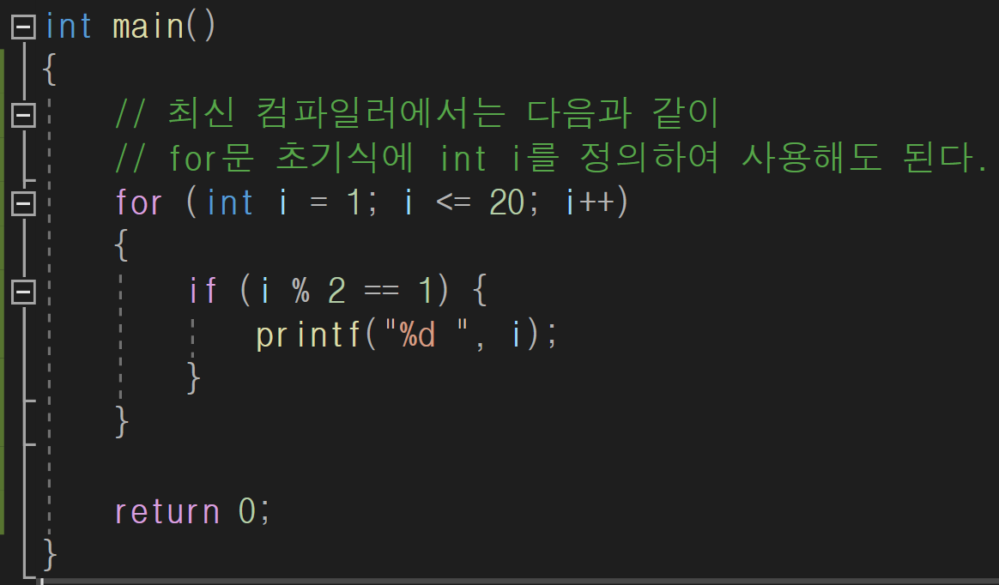 int main()
{
// 최신 컴파일러에서는 다음과 같이
// for문 초기식에 int i를 정의하여 사용해도 된다.
for (int i = 1; i <= 20; i++)
{
if (i % 2 == 1) {
printf("%d ", i);
}
}
return 0;
}